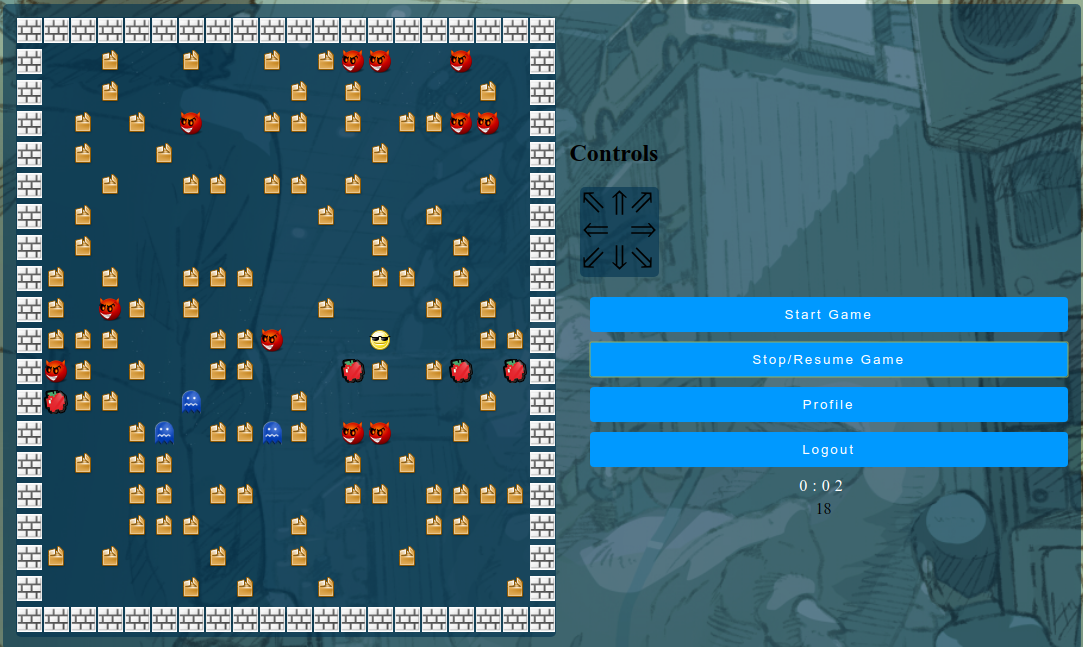 Controls
Start Game
Stop/Resume Game
Profile
Logout
0 : 0 2
18